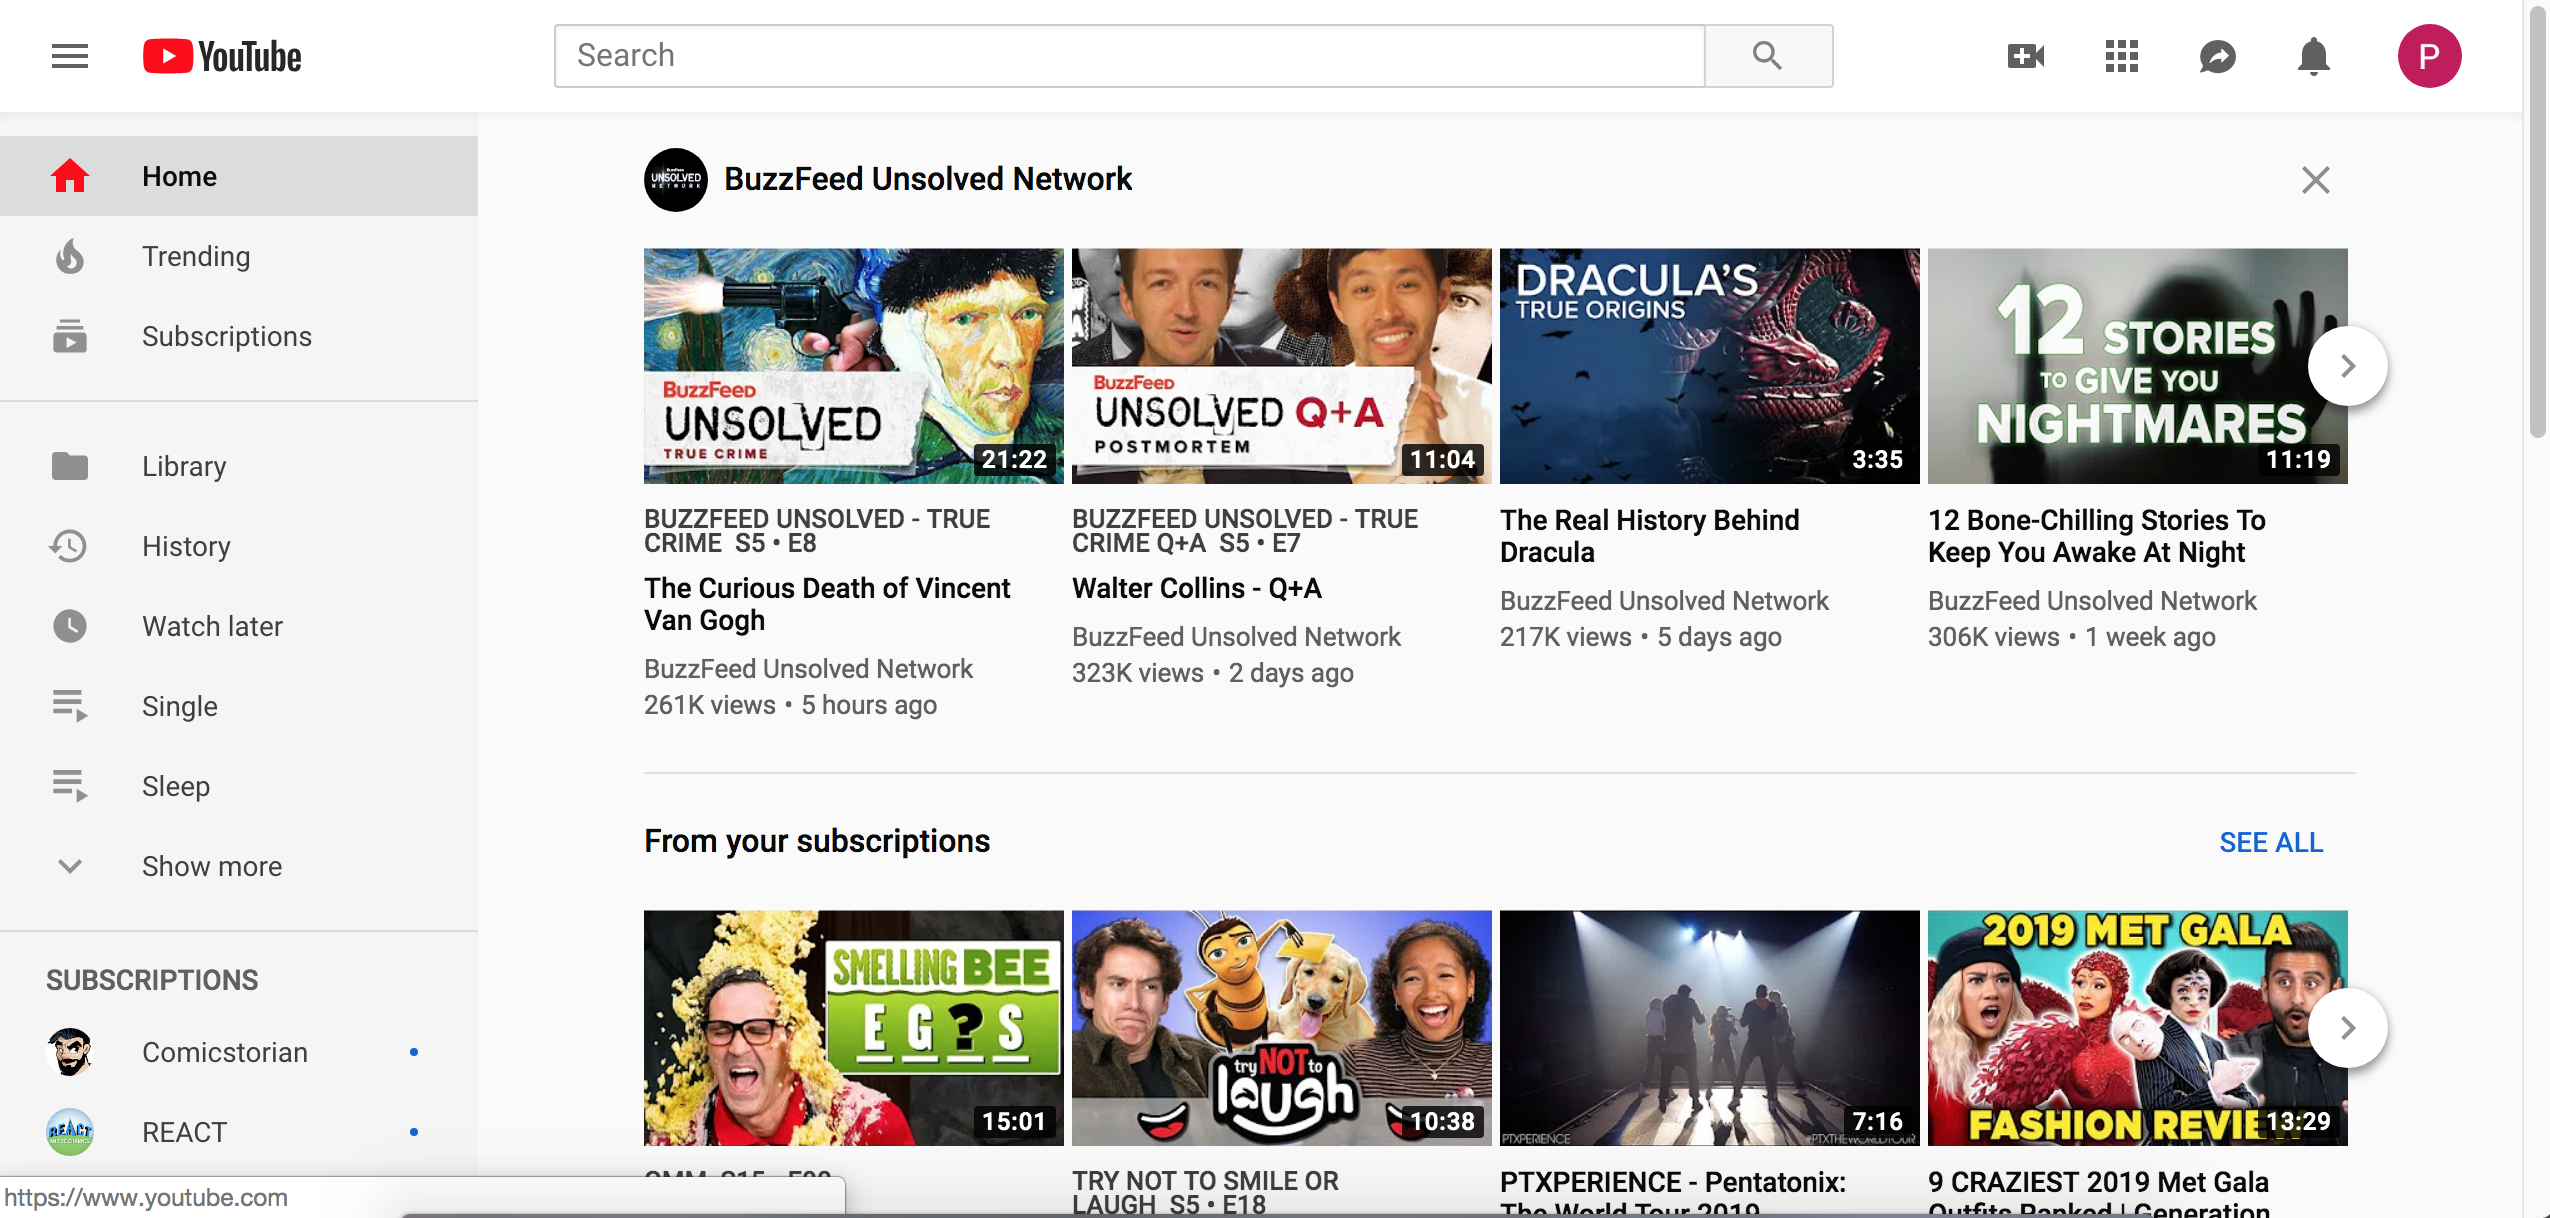 YouTube
Search
P
Home
Trending
Subscriptions
Library
History
Watch later
Single
Sleep
Show more
SUBSCRIPTIONS
Comicstorian
REACT
https://www.youtube.com
BuzzFeed
UNSOLVED
NETWORK
BuzzFeed Unsolved Network
BuzzFeed
UNSOLVED
TRUE CRIME
21:22
BUZZFEED UNSOLVED - TRUE
CRIME S5 • E8
The Curious Death of Vincent
Van Gogh
BuzzFeed Unsolved Network
261K views • 5 hours ago
BuzzFeed
UNSOLVED Q+A
POSTMORTEM
11:04
BUZZFEED UNSOLVED - TRUE
CRIME Q+A S5 • E7
Walter Collins - Q+A
BuzzFeed Unsolved Network
323K views • 2 days ago
DRACULA'S
TRUE ORIGINS
3:35
The Real History Behind
Dracula
BuzzFeed Unsolved Network
217K views • 5 days ago
12 STORIES
TO GIVE YOU
NIGHTMARES
11:19
12 Bone-Chilling Stories To
Keep You Awake At Night
BuzzFeed Unsolved Network
306K views • 1 week ago
From your subscriptions
SEE ALL
SMELLING BEE
EG?S
15:01
try NOT to
laugh
10:38
TRY NOT TO SMILE OR
LAUGH S5 • E18
PTXPERIENCE
#PTXTHEWORLDTOUR
7:16
PTXPERIENCE - Pentatonix:
The World Tour 2019
2019 MET GALA
FASHION REVIE
13:29
9 CRAZIEST 2019 Met Gala
Outfits Ranked | Generation